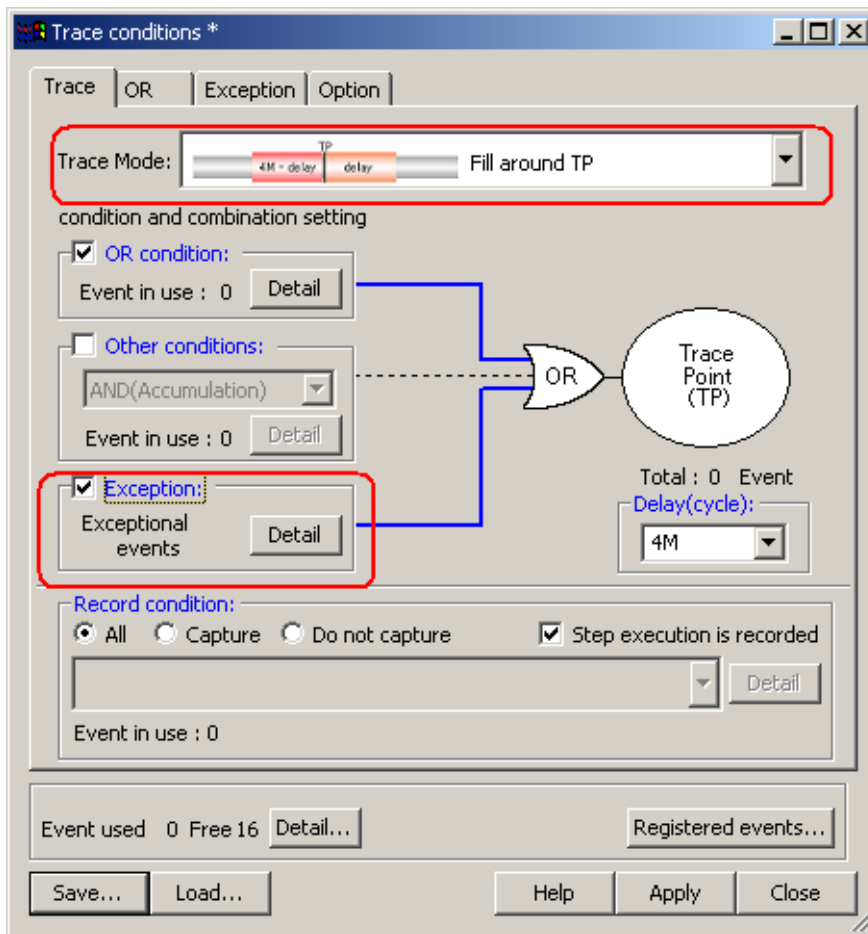 Trace conditions *
Trace OR Exception Option
Trace Mode: 4M - delay TP delay Fill around TP
condition and combination setting
OR condition:
Event in use : 0 Detail
Other conditions:
AND(Accumulation)
Event in use : 0 Detail
Exception:
Exceptional
events
Detail
OR
Trace
Point
(TP)
Total : 0 Event
Delay(cycle):
4M
Record condition:
All Capture Do not capture Step execution is recorded
Detail
Event in use : 0
Event used 0 Free 16 Detail... Registered events...
Save... Load... Help Apply Close